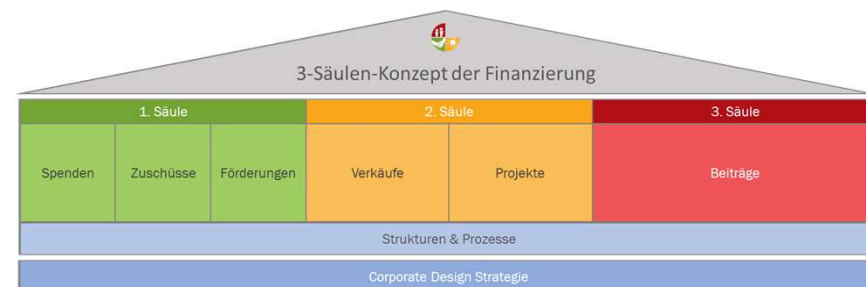 3-Säulen-Konzept der Finanzierung
1. Säule
2. Säule
3. Säule
Spenden
Zuschüsse
Förderungen
Verkäufe
Projekte
Beiträge
Strukturen & Prozesse
Corporate Design Strategie